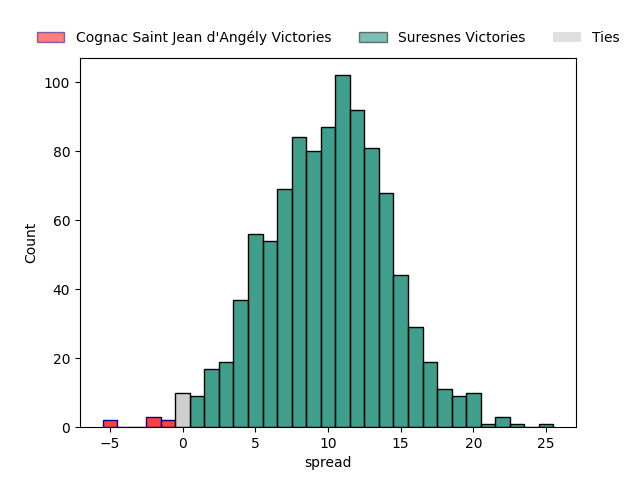 Cognac Saint Jean d'Angély Victories Suresnes Victories Ties
100
80
60
40
20
0
Count
−5 0 5 10 15 20 25
spread